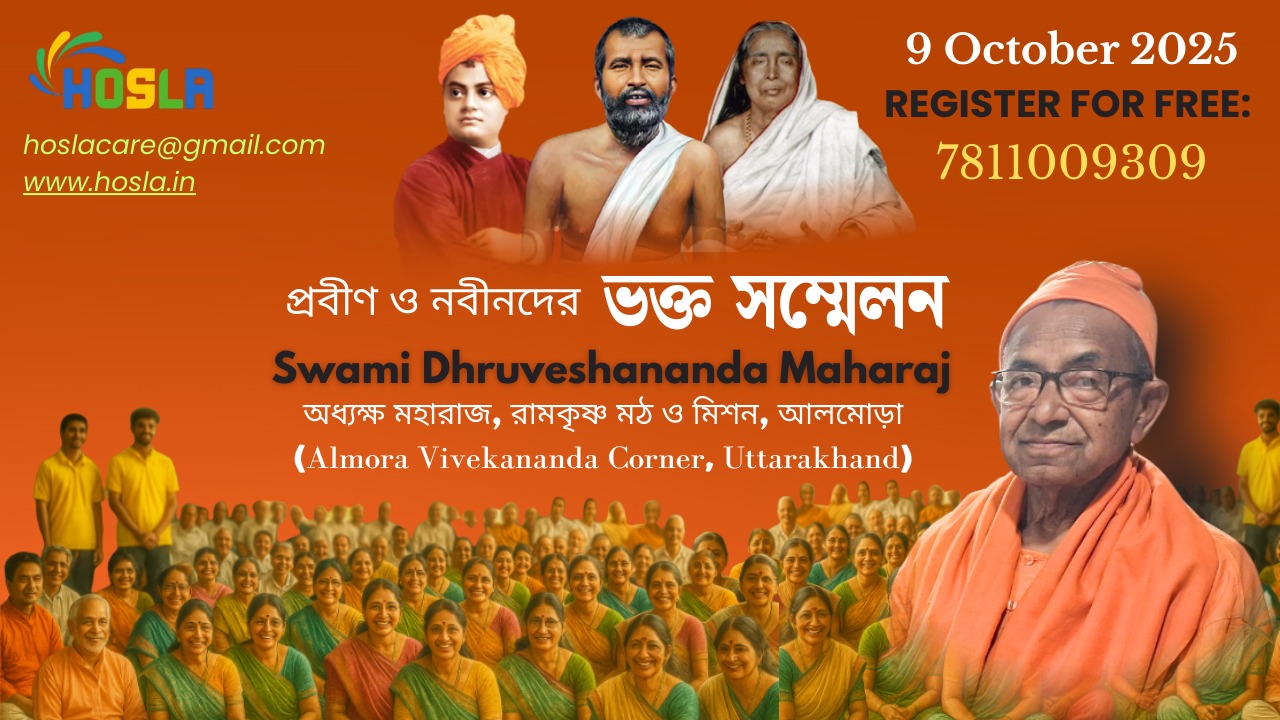 HOSLA
hoslacare@gmail.com
www.hosla.in
9 October 2025
REGISTER FOR FREE:
7811009309
প্রবীণ ও নবীনদের ভক্ত সম্মেলন
Swami Dhruveshananda Maharaj
অধ্যক্ষ মহারাজ, রামকৃষ্ণ মঠ ও মিশন, আলমোড়া
(Almora Vivekananda Corner, Uttarakhand)